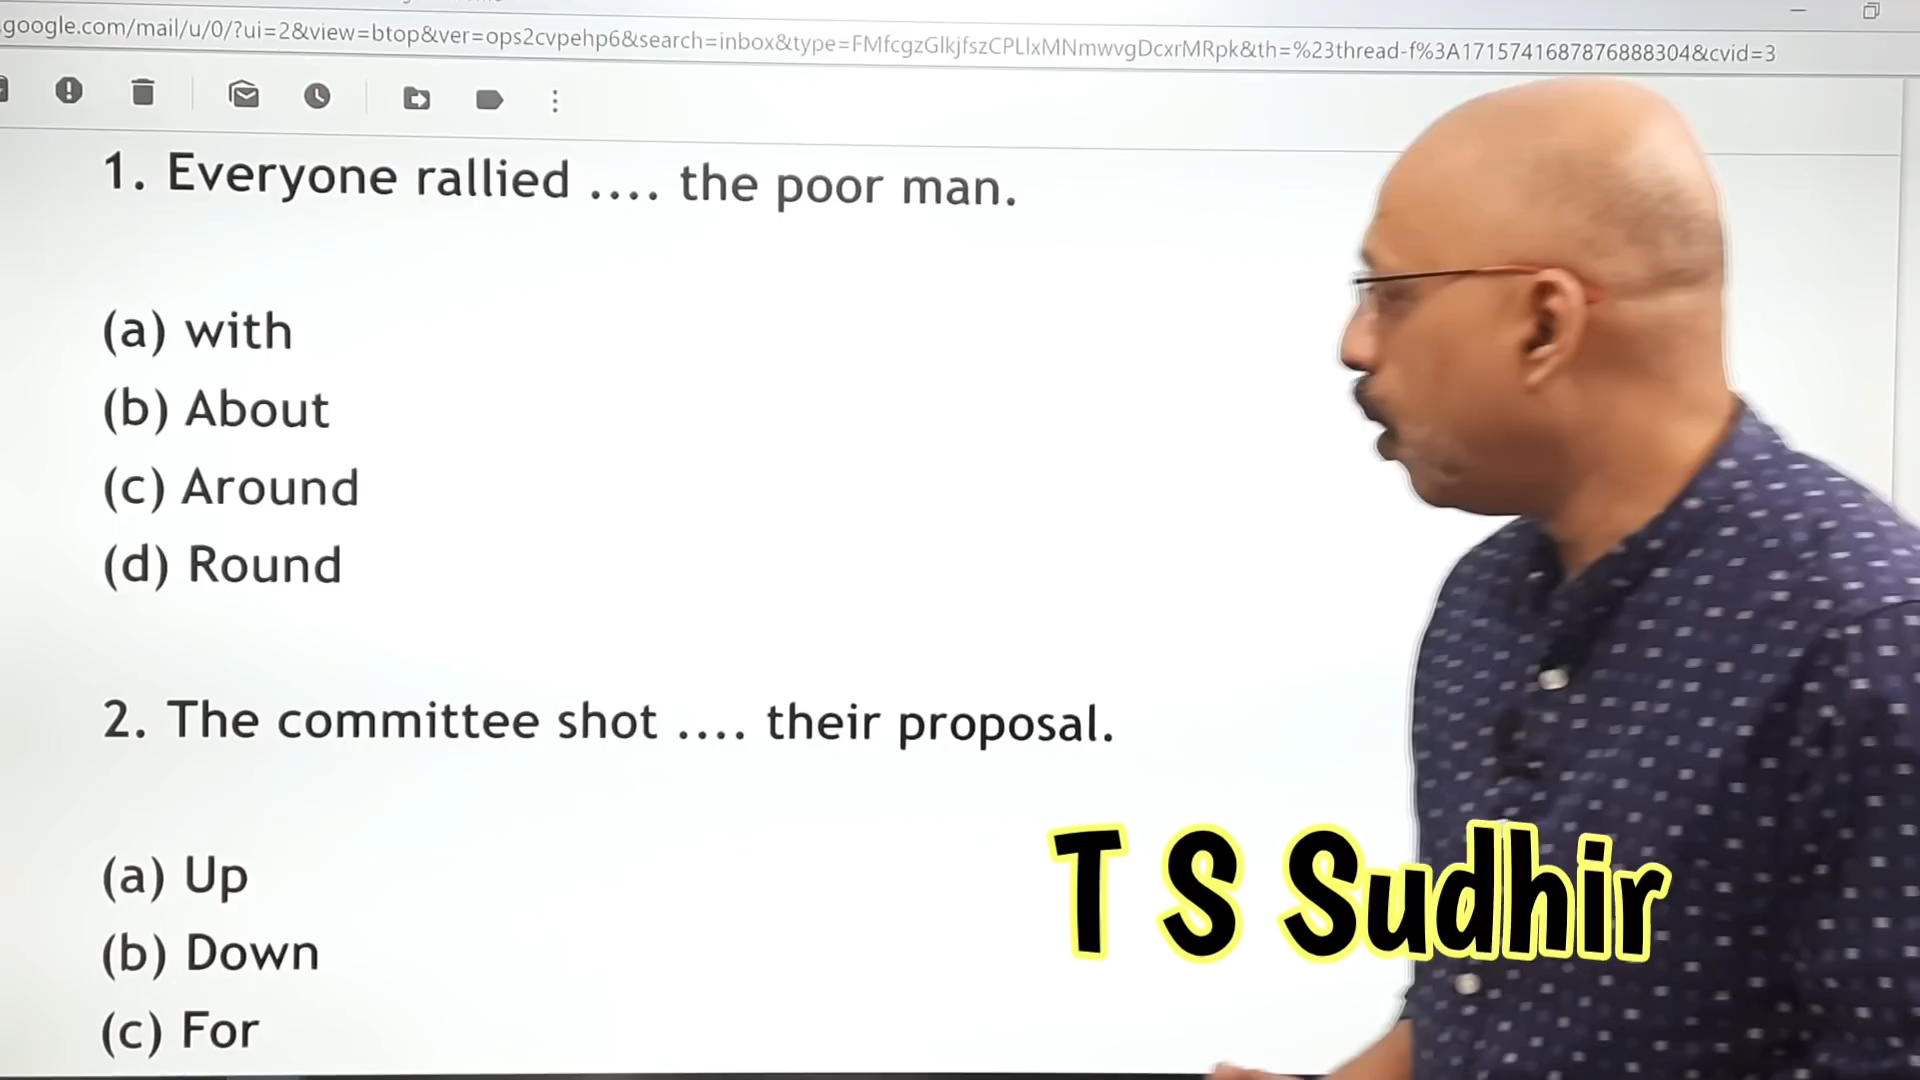 google.com/mail/u/0/?ui=2&view=btop&ver=ops2cvpehp6&search=inbox&type=FMfcgzGlkjfszCPLlxMNmwvgDcxrMRpk&th=%23thread-f%3A1715741687876888304&cvid=3
1. Everyone rallied .... the poor man.
(a) with
(b) About
(c) Around
(d) Round
2. The committee shot .... their proposal.
(a) Up
(b) Down
(c) For
T S Sudhir